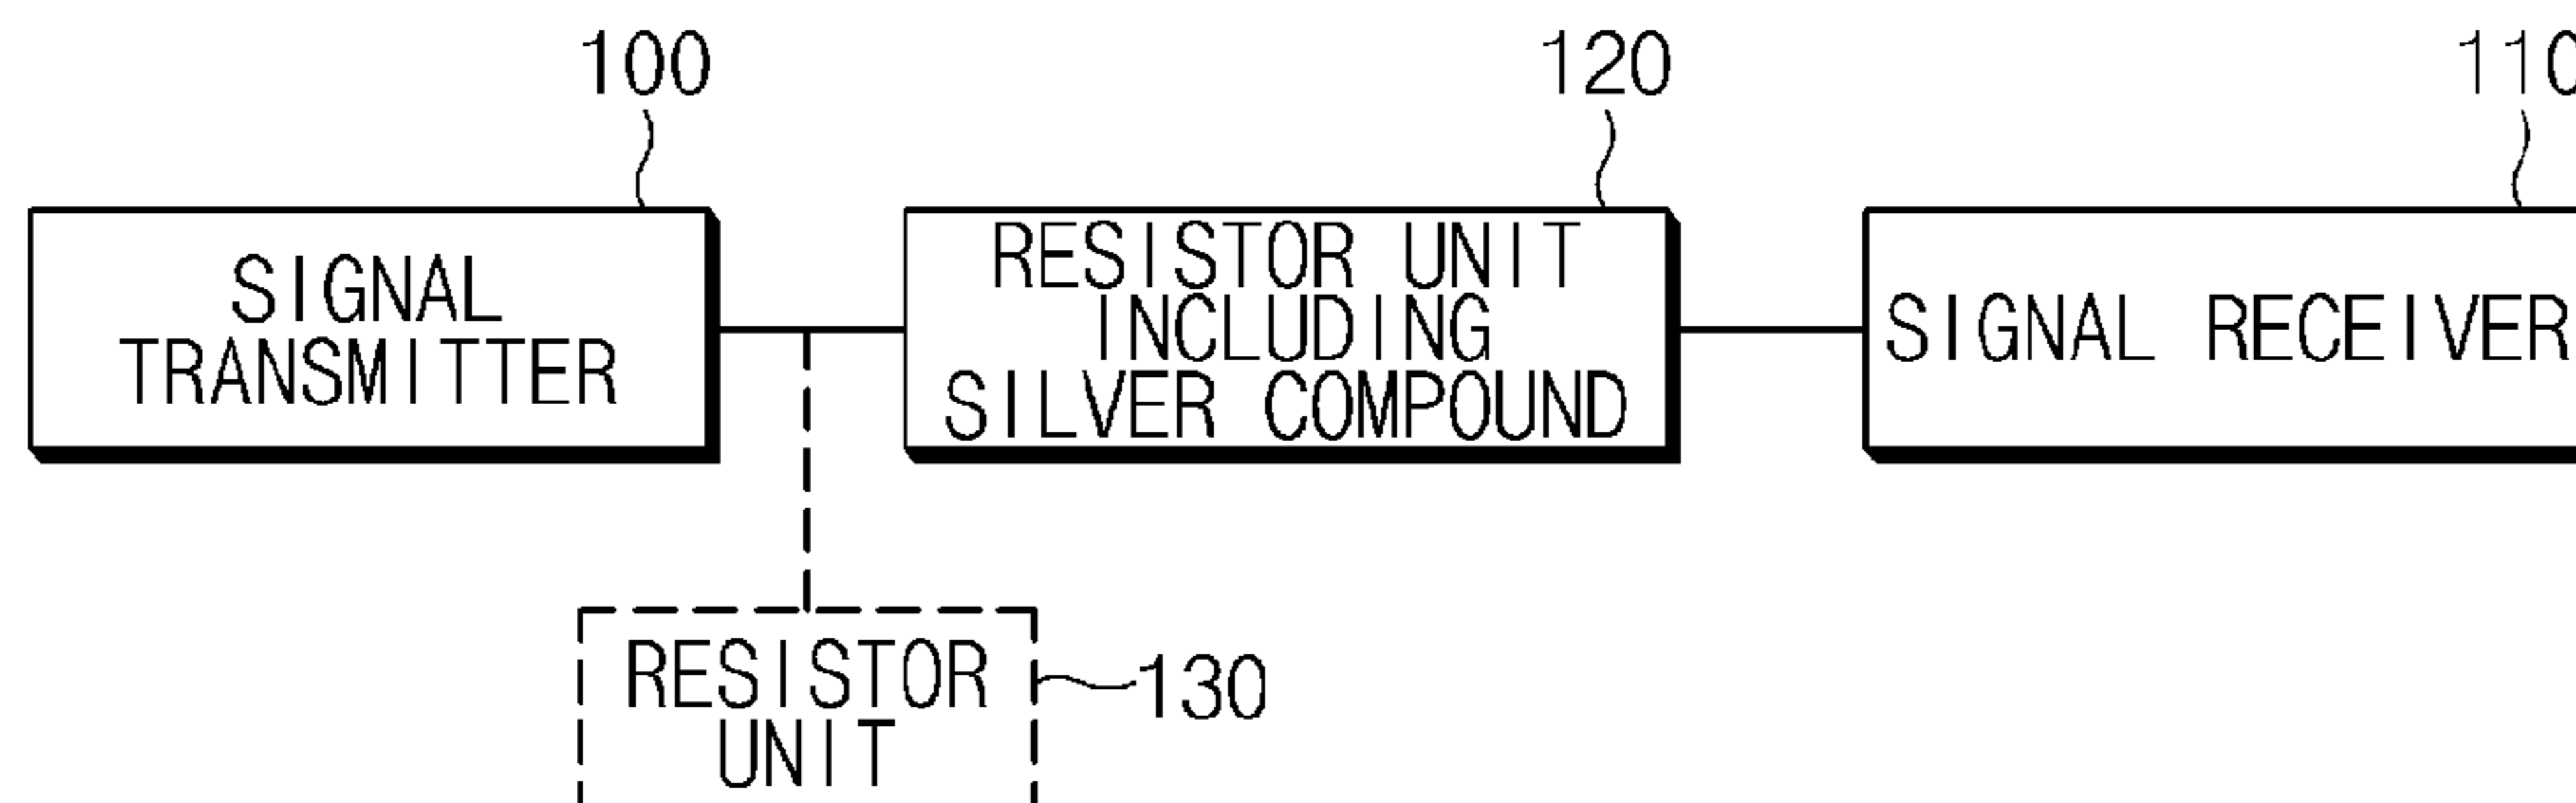 100
120
110
SIGNAL
TRANSMITTER
RESISTOR UNIT
INCLUDING
SILVER COMPOUND
SIGNAL RECEIVER
RESISTOR
UNIT
130